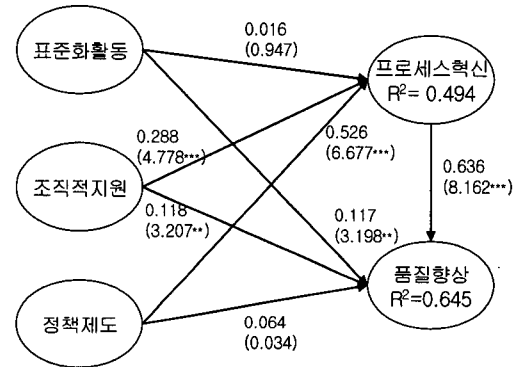 0.016
(0.947)
표준화활동
프로세스혁신
R²= 0.494
0.288
(4.778***)
0.526
(6.677***)
0.636
(8.162***)
조직적지원
0.118
(3.207**)
0.117
(3.198**)
품질향상
R²=0.645
정책제도
0.064
(0.034)